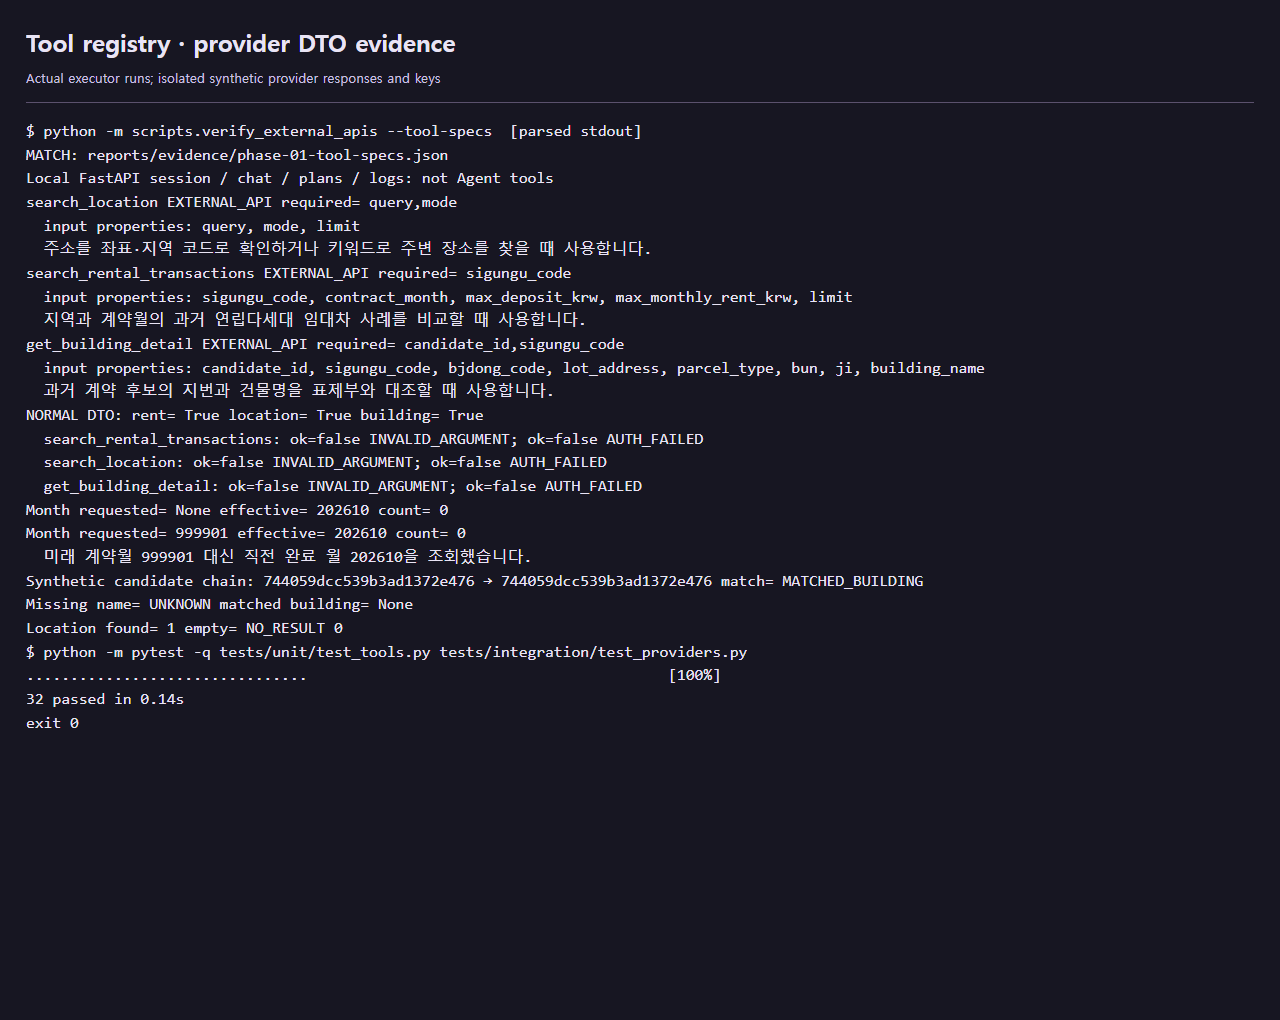 Tool registry · provider DTO evidence
Actual executor runs; isolated synthetic provider responses and keys
$ python -m scripts.verify_external_apis --tool-specs  [parsed stdout]
MATCH: reports/evidence/phase-01-tool-specs.json
Local FastAPI session / chat / plans / logs: not Agent tools
search_location EXTERNAL_API required= query,mode
  input properties: query, mode, limit
  주소를 좌표·지역 코드로 확인하거나 키워드로 주변 장소를 찾을 때 사용합니다.
search_rental_transactions EXTERNAL_API required= sigungu_code
  input properties: sigungu_code, contract_month, max_deposit_krw, max_monthly_rent_krw, limit
  지역과 계약월의 과거 연립다세대 임대차 사례를 비교할 때 사용합니다.
get_building_detail EXTERNAL_API required= candidate_id,sigungu_code
  input properties: candidate_id, sigungu_code, bjdong_code, lot_address, parcel_type, bun, ji, building_name
  과거 계약 후보의 지번과 건물명을 표제부와 대조할 때 사용합니다.
NORMAL DTO: rent= True location= True building= True
  search_rental_transactions: ok=false INVALID_ARGUMENT; ok=false AUTH_FAILED
  search_location: ok=false INVALID_ARGUMENT; ok=false AUTH_FAILED
  get_building_detail: ok=false INVALID_ARGUMENT; ok=false AUTH_FAILED
Month requested= None effective= 202610 count= 0
Month requested= 999901 effective= 202610 count= 0
  미래 계약월 999901 대신 직전 완료 월 202610을 조회했습니다.
Synthetic candidate chain: 744059dcc539b3ad1372e476 → 744059dcc539b3ad1372e476 match= MATCHED_BUILDING
Missing name= UNKNOWN matched building= None
Location found= 1 empty= NO_RESULT 0
$ python -m pytest -q tests/unit/test_tools.py tests/integration/test_providers.py
................................                                         [100%]
32 passed in 0.14s
exit 0